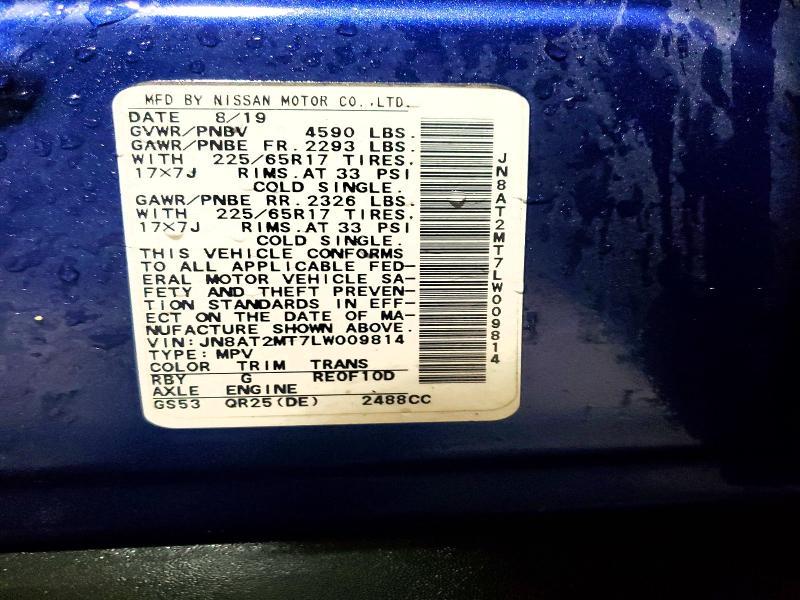 MFD BY NISSAN MOTOR CO.,LTD.
DATE 8/19
GVWR/PNBV 4590 LBS.
GAWR/PNBE FR. 2293 LBS.
WITH 225/65R17 TIRES,
17×7J RIMS.AT 33 PSI
COLD SINGLE.
GAWR/PNBE RR. 2326 LBS.
WITH 225/65R17 TIRES,
17×7J RIMS.AT 33 PSI
COLD SINGLE.
THIS VEHICLE CONFORMS
TO ALL APPLICABLE FED-
ERAL MOTOR VEHICLE SA-
FETY AND THEFT PREVEN-
TION STANDARDS IN EFF-
ECT ON THE DATE OF MA-
NUFACTURE SHOWN ABOVE.
VIN:JN8AT2MT7LW009814
TYPE:MPV
COLOR TRIM TRANS
RBY G RE0F10D
AXLE ENGINE
GS53 QR25(DE) 2488CC
JN8AT2MT7LW009814